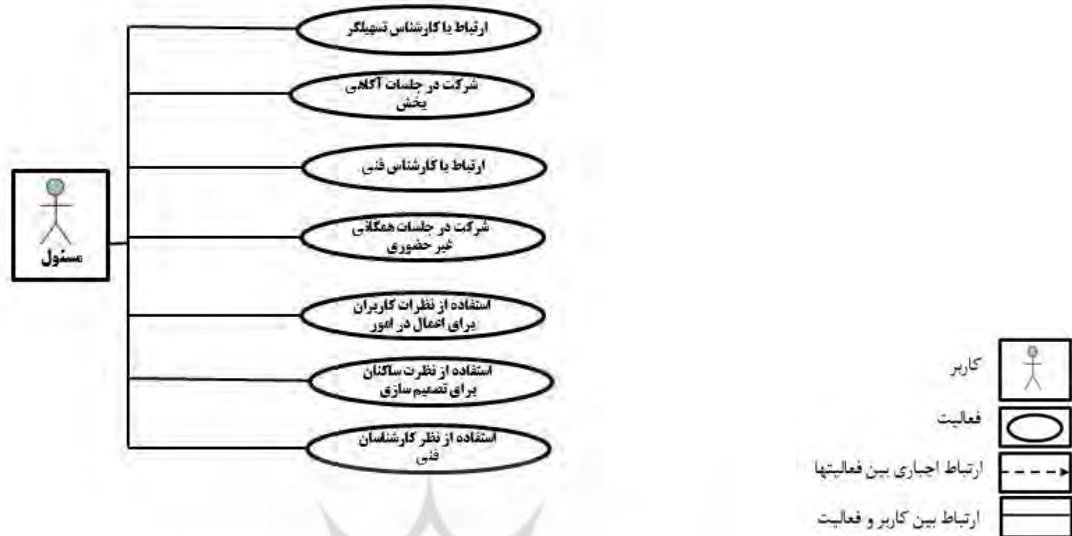 ارتباط با کارشناس تسهیلگر
شرکت در جلسات آگاهی
بخش
ارتباط با کارشناس فنی
شرکت در جلسات همگانی
غیر حضوری
استفاده از نظرات کاربران
برای اعمال در امور
استفاده از نظرت ساکنان
برای تصمیم سازی
استفاده از نظر کارشناسان
فنی
مسئول
کاربر
فعالیت
ارتباط اجباری بین فعالیتها
ارتباط بین کاربر و فعالیت